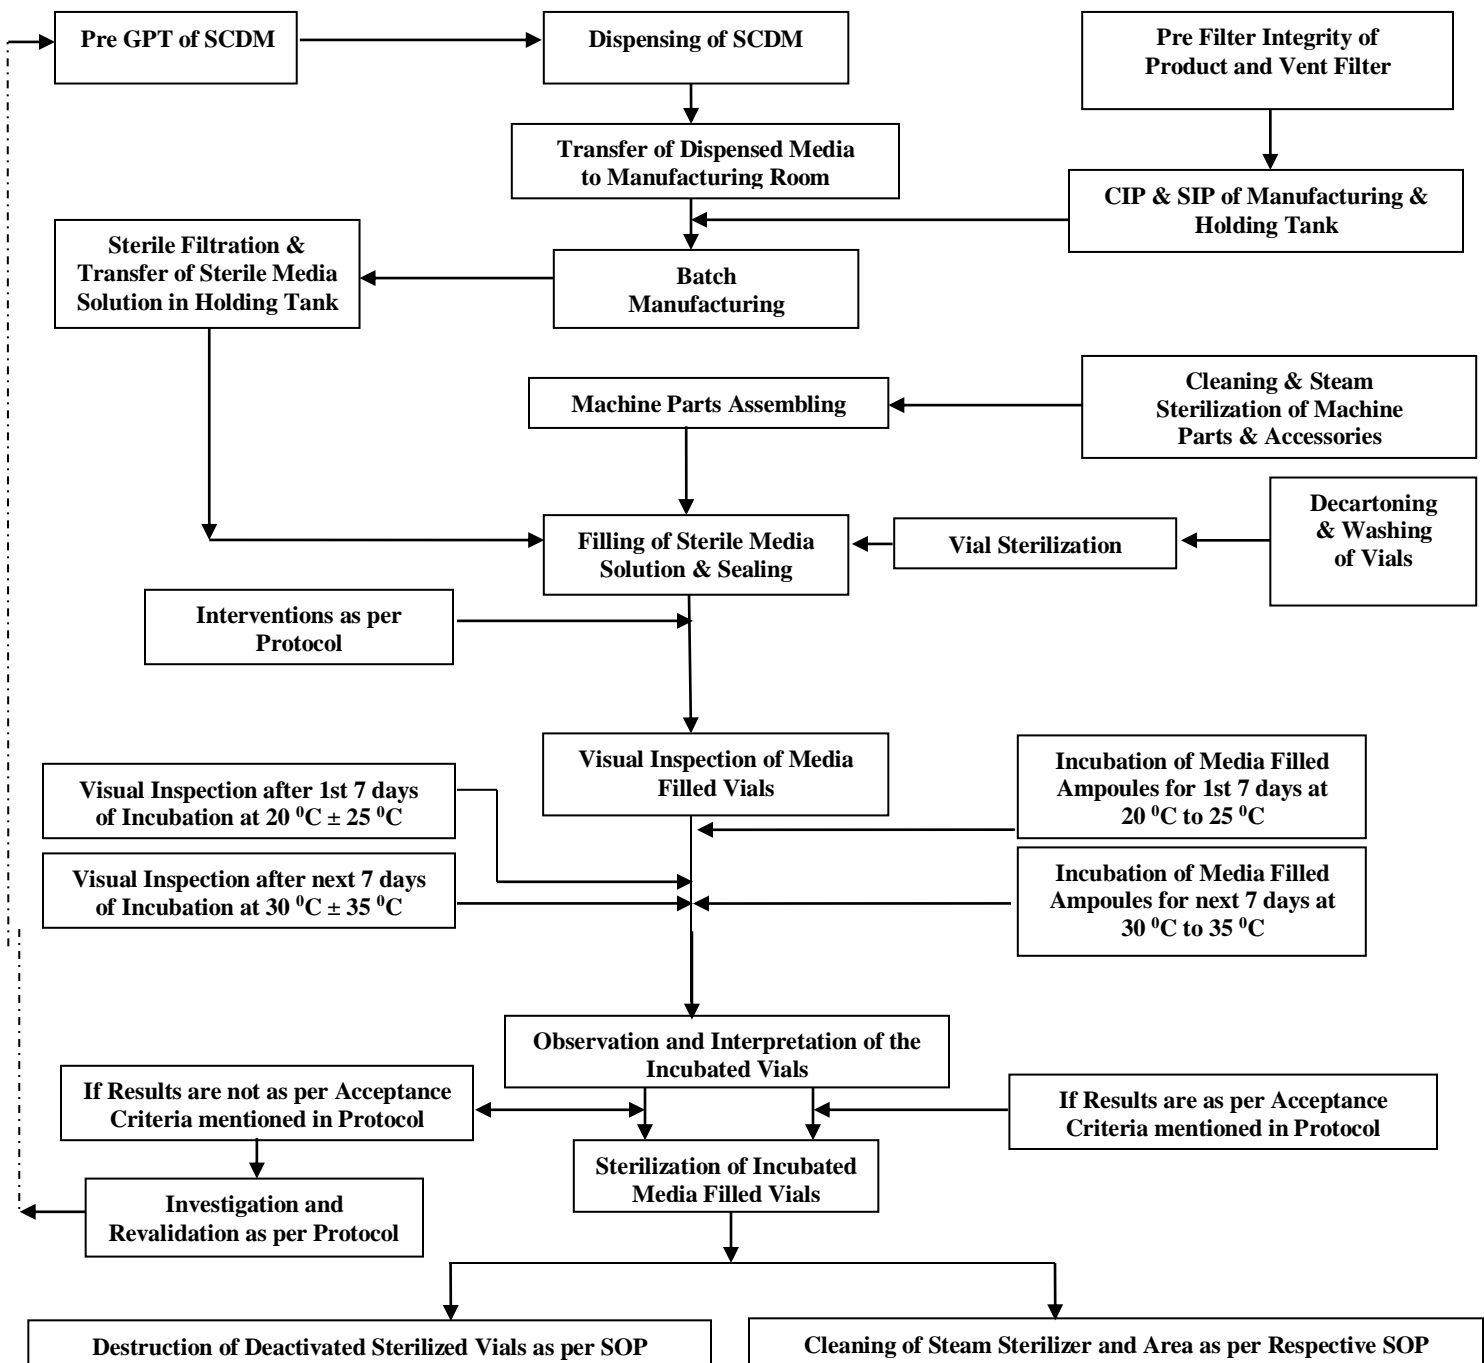 Pre GPT of SCDM
Dispensing of SCDM
Pre Filter Integrity of
Product and Vent Filter
Transfer of Dispensed Media
to Manufacturing Room
CIP & SIP of Manufacturing &
Holding Tank
Sterile Filtration &
Transfer of Sterile Media
Solution in Holding Tank
Batch
Manufacturing
Machine Parts Assembling
Cleaning & Steam
Sterilization of Machine
Parts & Accessories
Filling of Sterile Media
Solution & Sealing
Vial Sterilization
Decartoning
& Washing
of Vials
Interventions as per
Protocol
Visual Inspection of Media
Filled Vials
Incubation of Media Filled
Ampoules for 1st 7 days at
20 ⁰C to 25 ⁰C
Visual Inspection after 1st 7 days
of Incubation at 20 ⁰C ± 25 ⁰C
Visual Inspection after next 7 days
of Incubation at 30 ⁰C ± 35 ⁰C
Incubation of Media Filled
Ampoules for next 7 days at
30 ⁰C to 35 ⁰C
Observation and Interpretation of the
Incubated Vials
If Results are not as per Acceptance
Criteria mentioned in Protocol
If Results are as per Acceptance
Criteria mentioned in Protocol
Sterilization of Incubated
Media Filled Vials
Investigation and
Revalidation as per Protocol
Destruction of Deactivated Sterilized Vials as per SOP
Cleaning of Steam Sterilizer and Area as per Respective SOP